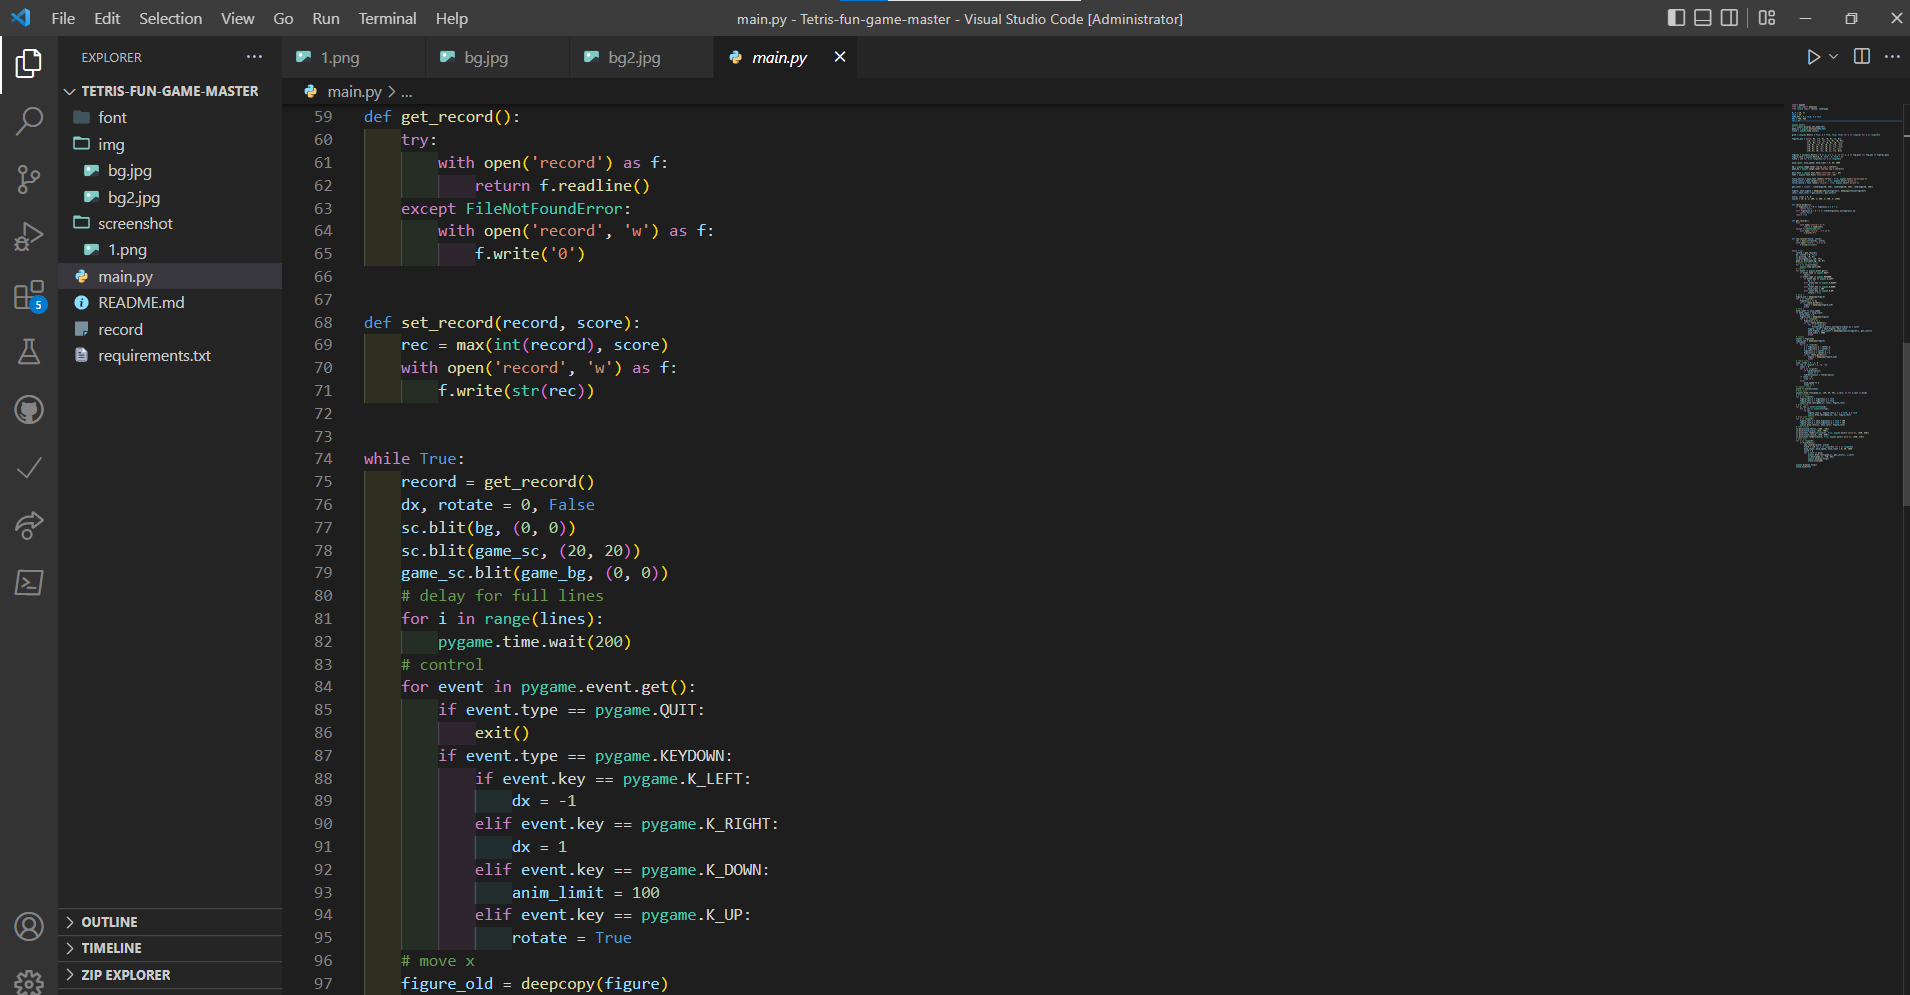 File Edit Selection View Go Run Terminal Help
main.py - Tetris-fun-game-master - Visual Studio Code [Administrator]
EXPLORER
TETRIS-FUN-GAME-MASTER
font
img
bg.jpg
bg2.jpg
screenshot
1.png
main.py
README.md
record
requirements.txt
5
OUTLINE
TIMELINE
ZIP EXPLORER
1.png bg.jpg bg2.jpg main.py
main.py > ...
59 def get_record():
60 try:
61 with open('record') as f:
62 return f.readline()
63 except FileNotFoundError:
64 with open('record', 'w') as f:
65 f.write('0')
66
67
68 def set_record(record, score):
69 rec = max(int(record), score)
70 with open('record', 'w') as f:
71 f.write(str(rec))
72
73
74 while True:
75 record = get_record()
76 dx, rotate = 0, False
77 sc.blit(bg, (0, 0))
78 sc.blit(game_sc, (20, 20))
79 game_sc.blit(game_bg, (0, 0))
80 # delay for full lines
81 for i in range(lines):
82 pygame.time.wait(200)
83 # control
84 for event in pygame.event.get():
85 if event.type == pygame.QUIT:
86 exit()
87 if event.type == pygame.KEYDOWN:
88 if event.key == pygame.K_LEFT:
89 dx = -1
90 elif event.key == pygame.K_RIGHT:
91 dx = 1
92 elif event.key == pygame.K_DOWN:
93 anim_limit = 100
94 elif event.key == pygame.K_UP:
95 rotate = True
96 # move x
97 figure_old = deepcopy(figure)